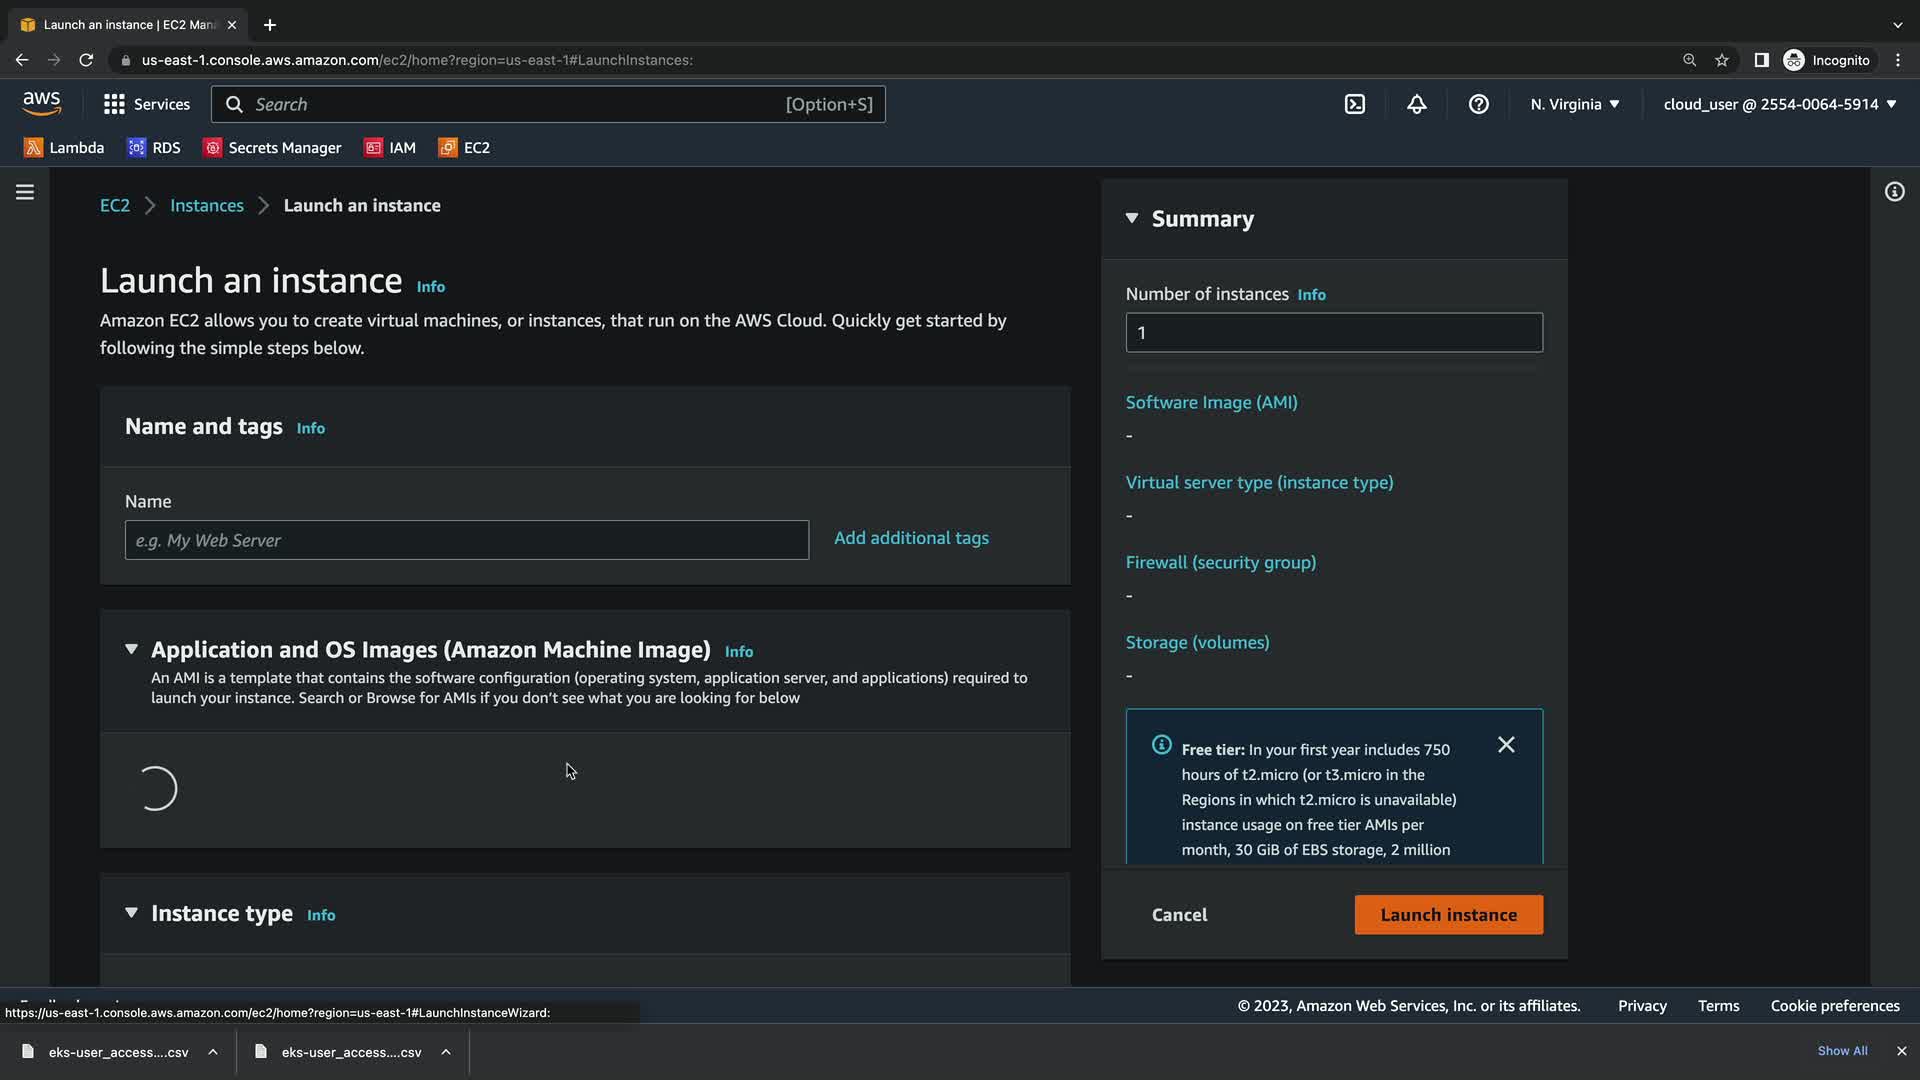 Launch an instance | EC2 Man
us-east-1.console.aws.amazon.com/ec2/home?region=us-east-1#LaunchInstances:
Incognito
aws
Services
Search
[Option+S]
N. Virginia
cloud_user @ 2554-0064-5914
Lambda
RDS
Secrets Manager
IAM
EC2
EC2
Instances
Launch an instance
Launch an instance Info
Amazon EC2 allows you to create virtual machines, or instances, that run on the AWS Cloud. Quickly get started by
following the simple steps below.
Name and tags Info
Name
e.g. My Web Server
Add additional tags
Application and OS Images (Amazon Machine Image) Info
An AMI is a template that contains the software configuration (operating system, application server, and applications) required to
launch your instance. Search or Browse for AMIs if you don't see what you are looking for below
Instance type Info
Summary
Number of instances Info
1
Software Image (AMI)
-
Virtual server type (instance type)
-
Firewall (security group)
-
Storage (volumes)
-
Free tier: In your first year includes 750
hours of t2.micro (or t3.micro in the
Regions in which t2.micro is unavailable)
instance usage on free tier AMIs per
month, 30 GiB of EBS storage, 2 million
Cancel
Launch instance
© 2023, Amazon Web Services, Inc. or its affiliates.
Privacy
Terms
Cookie preferences
https://us-east-1.console.aws.amazon.com/ec2/home?region=us-east-1#LaunchInstanceWizard:
eks-user_access....csv
eks-user_access....csv
Show All